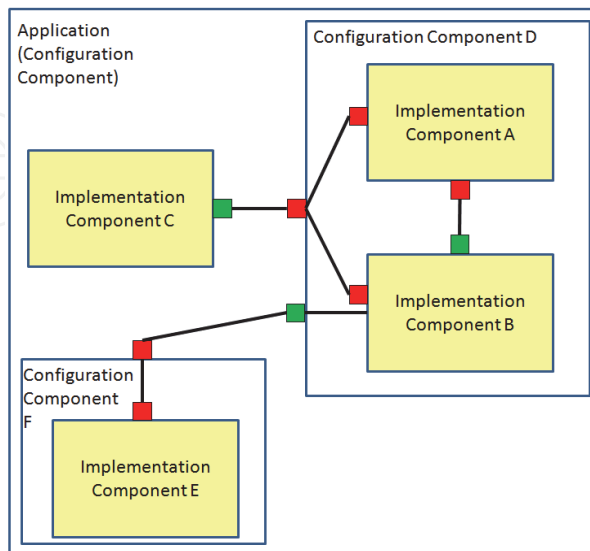 Application
(Configuration
Component)
Configuration Component D
Implementation
Component A
Implementation
Component C
Implementation
Component B
Configuration
Component
F
Implementation
Component E